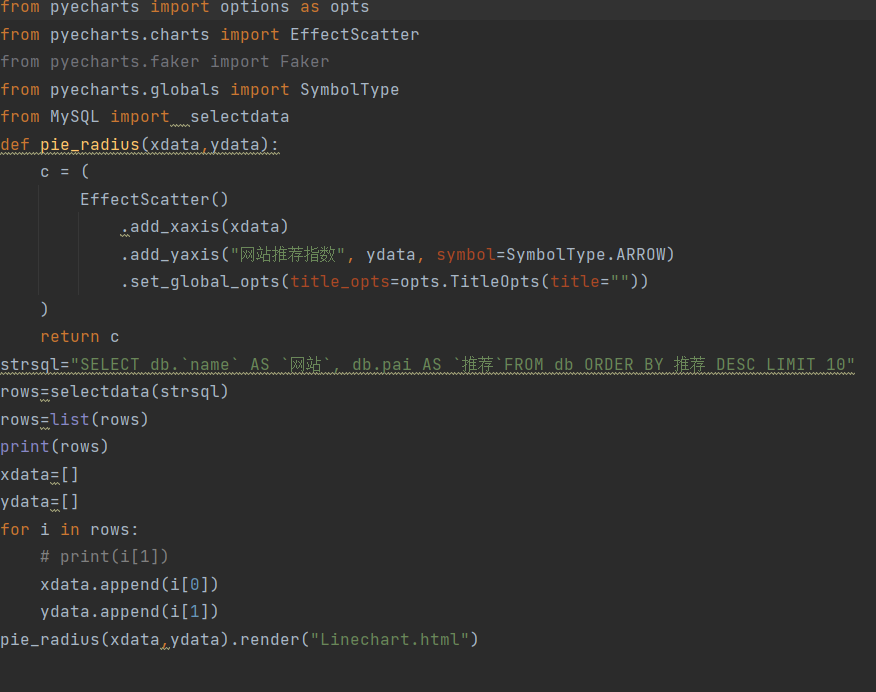 from pyecharts import options as opts
from pyecharts.charts import EffectScatter
from pyecharts.faker import Faker
from pyecharts.globals import SymbolType
from MySQL import  selectdata
def pie_radius(xdata,ydata):
    c = (
        EffectScatter()
            .add_xaxis(xdata)
            .add_yaxis("网站推荐指数", ydata, symbol=SymbolType.ARROW)
            .set_global_opts(title_opts=opts.TitleOpts(title=""))
    )
    return c
strsql="SELECT db.`name` AS `网站`, db.pai AS `推荐`FROM db ORDER BY 推荐 DESC LIMIT 10"
rows=selectdata(strsql)
rows=list(rows)
print(rows)
xdata=[]
ydata=[]
for i in rows:
    # print(i[1])
    xdata.append(i[0])
    ydata.append(i[1])
pie_radius(xdata,ydata).render("Linechart.html")